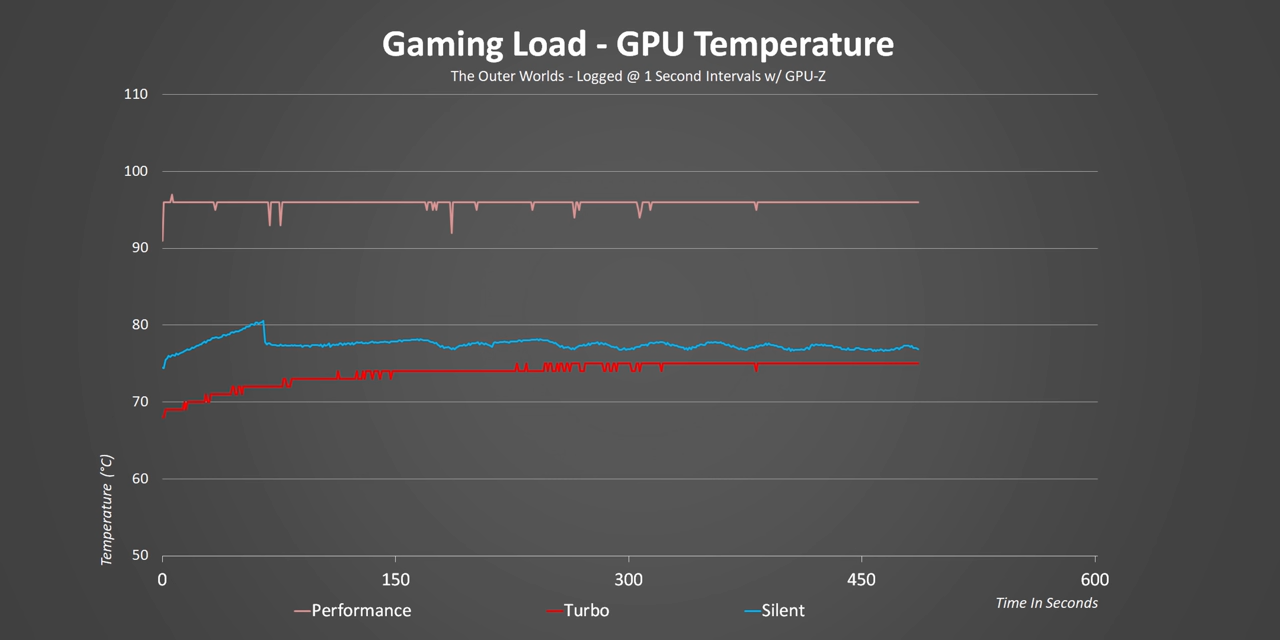 Gaming Load - GPU Temperature
The Outer Worlds - Logged @ 1 Second Intervals w/ GPU-Z
110
100
90
80
70
60
50
Temperature (°C)
0 150 300 450 600
Time In Seconds
Performance Turbo Silent